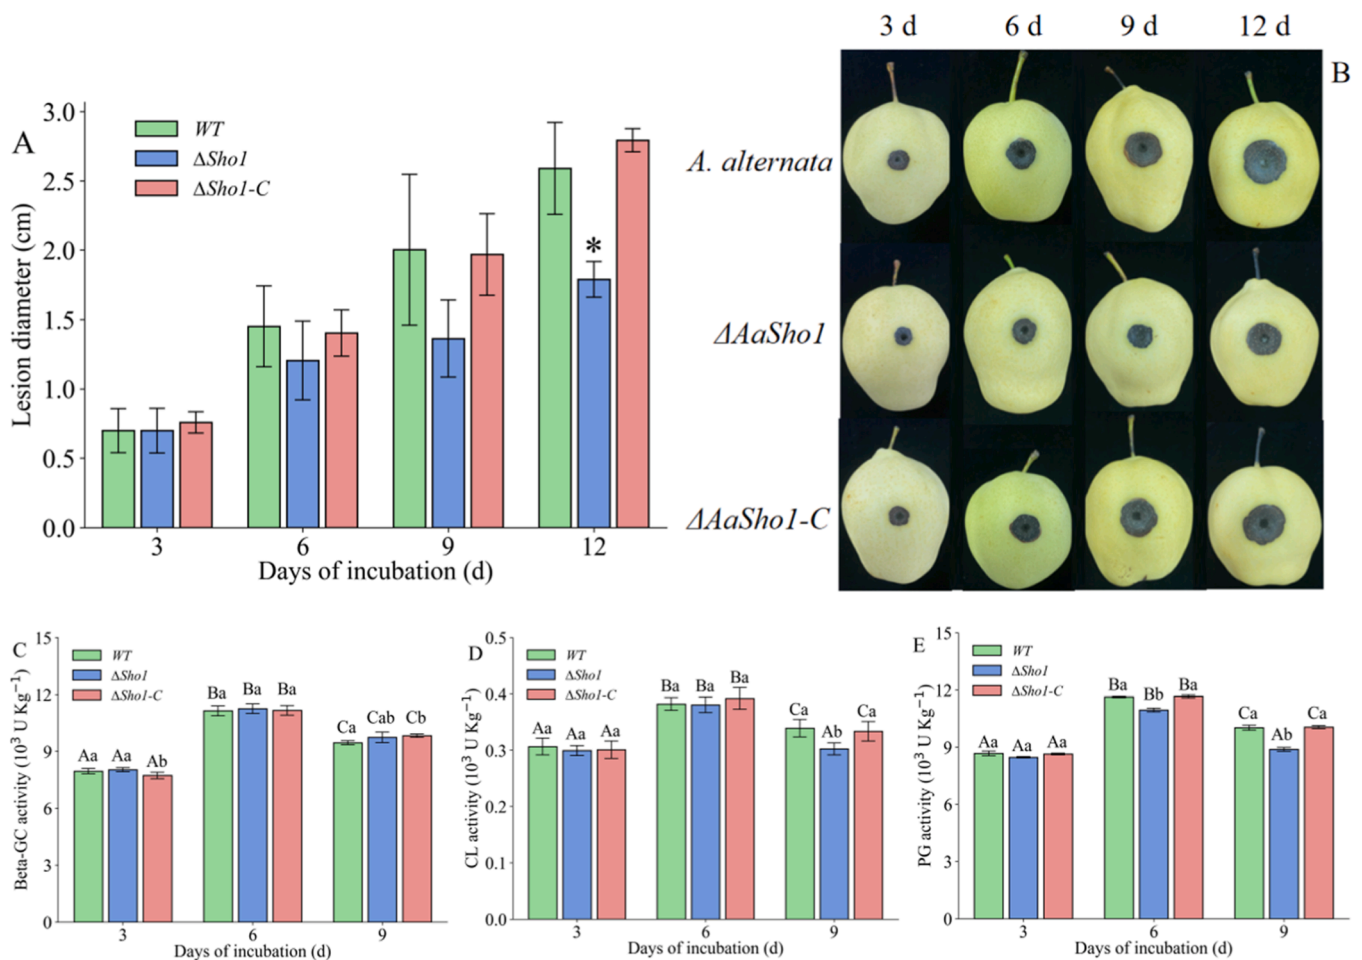 3 d 6 d 9 d 12 d
A
B
3.0
2.5
2.0
1.5
1.0
0.5
0.0
Lesion diameter (cm)
WT
ΔSho1
ΔSho1-C
*
3 6 9 12
Days of incubation (d)
A. alternata
ΔAaSho1
ΔAaSho1-C
C
15
12
9
6
3
0
Beta-GC activity (10³ U Kg⁻¹)
WT
ΔSho1
ΔSho1-C
Aa Aa Ab
Ba Ba Ba
Ca Cab Cb
3 6 9
Days of incubation (d)
D
0.5
0.4
0.3
0.2
0.1
0.0
CL activity (10³ U Kg⁻¹)
WT
ΔSho1
ΔSho1-C
Aa Aa Aa
Ba Ba Ba
Ca Ab Ca
3 6 9
Days of incubation (d)
E
15
12
9
6
3
0
PG activity (10³ U Kg⁻¹)
WT
ΔSho1
ΔSho1-C
Aa Aa Aa
Ba Bb Ba
Ca Ab Ca
3 6 9
Days of incubation (d)